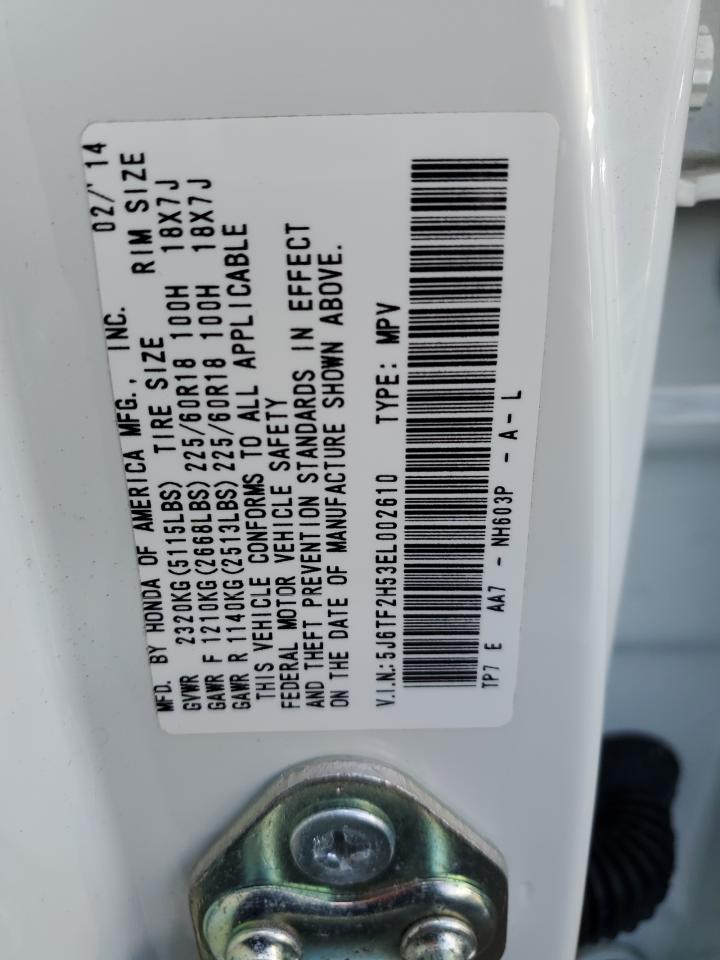 MFD. BY HONDA OF AMERICA MFG., INC. 02/'14
GVWR 2320KG(5115LBS) TIRE SIZE RIM SIZE
GAWR F 1210KG(2668LBS) 225/60R18 100H 18X7J
GAWR R 1140KG(2513LBS) 225/60R18 100H 18X7J
THIS VEHICLE CONFORMS TO ALL APPLICABLE
FEDERAL MOTOR VEHICLE SAFETY
AND THEFT PREVENTION STANDARDS IN EFFECT
ON THE DATE OF MANUFACTURE SHOWN ABOVE.
V.I.N.: 5J6TF2H53EL002610 TYPE: MPV
TP7 E AA7 - NH603P - A - L